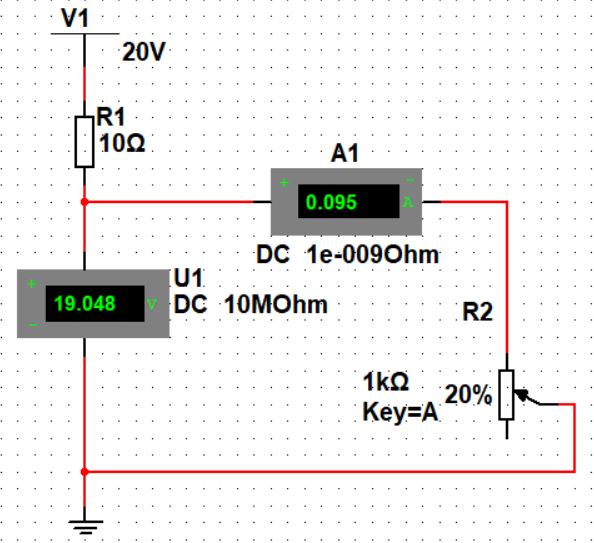 V1
20V
R1
10Ω
A1
+ −
0.095 A
DC 1e-009Ohm
U1
+
19.048 V
DC 10MOhm
−
R2
1kΩ
20%
Key=A